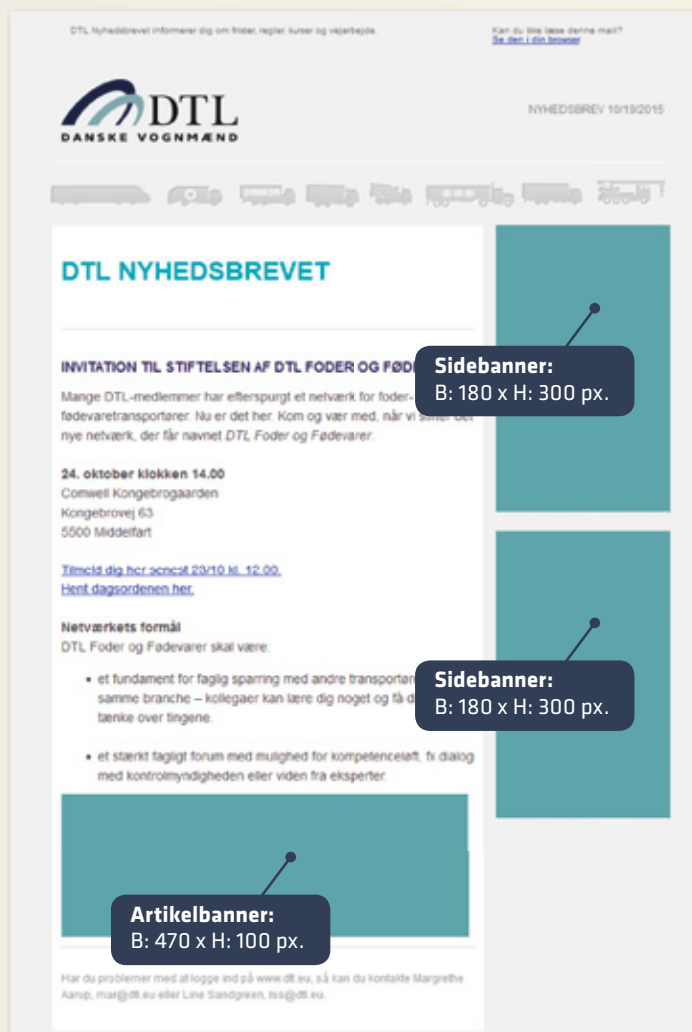 DTL Nyhedsbrevet informerer dig om frister, regler, kurser og vejarbejde.
Kan du ikke læse denne mail?
Se den i din browser
DTL
DANSKE VOGNMÆND
NYHEDSBREV 10/19/2015
DTL NYHEDSBREVET
INVITATION TIL STIFTELSEN AF DTL FODER OG
Mange DTL-medlemmer har efterspurgt et netværk for foder-
fødevaretransportører. Nu er det her. Kom og vær med, når vi
nye netværk, der får navnet DTL Foder og Fødevarer.
24. oktober klokken 14.00
Comwell Kongebrogaarden
Kongebrovej 63
5500 Middelfart
Tilmeld dig her senest 23/10 kl. 12.00.
Hent dagsordenen her.
Netværkets formål
DTL Foder og Fødevarer skal være:
• et fundament for faglig sparring med andre
samme branche – kollegaer kan lære dig noget og få
tænke over tingene.
• et stærkt fagligt forum med mulighed for kompetenceløft, fx dialog
med kontrolmyndigheden eller viden fra eksperter.
Sidebanner:
B: 180 x H: 300 px.
Sidebanner:
B: 180 x H: 300 px.
Artikelbanner:
B: 470 x H: 100 px.
Har du problemer med at logge ind på www.dtl.eu, så kan du kontakte Margrethe
Aarup, mar@dtl.eu eller Line Sandgreen, lss@dtl.eu.